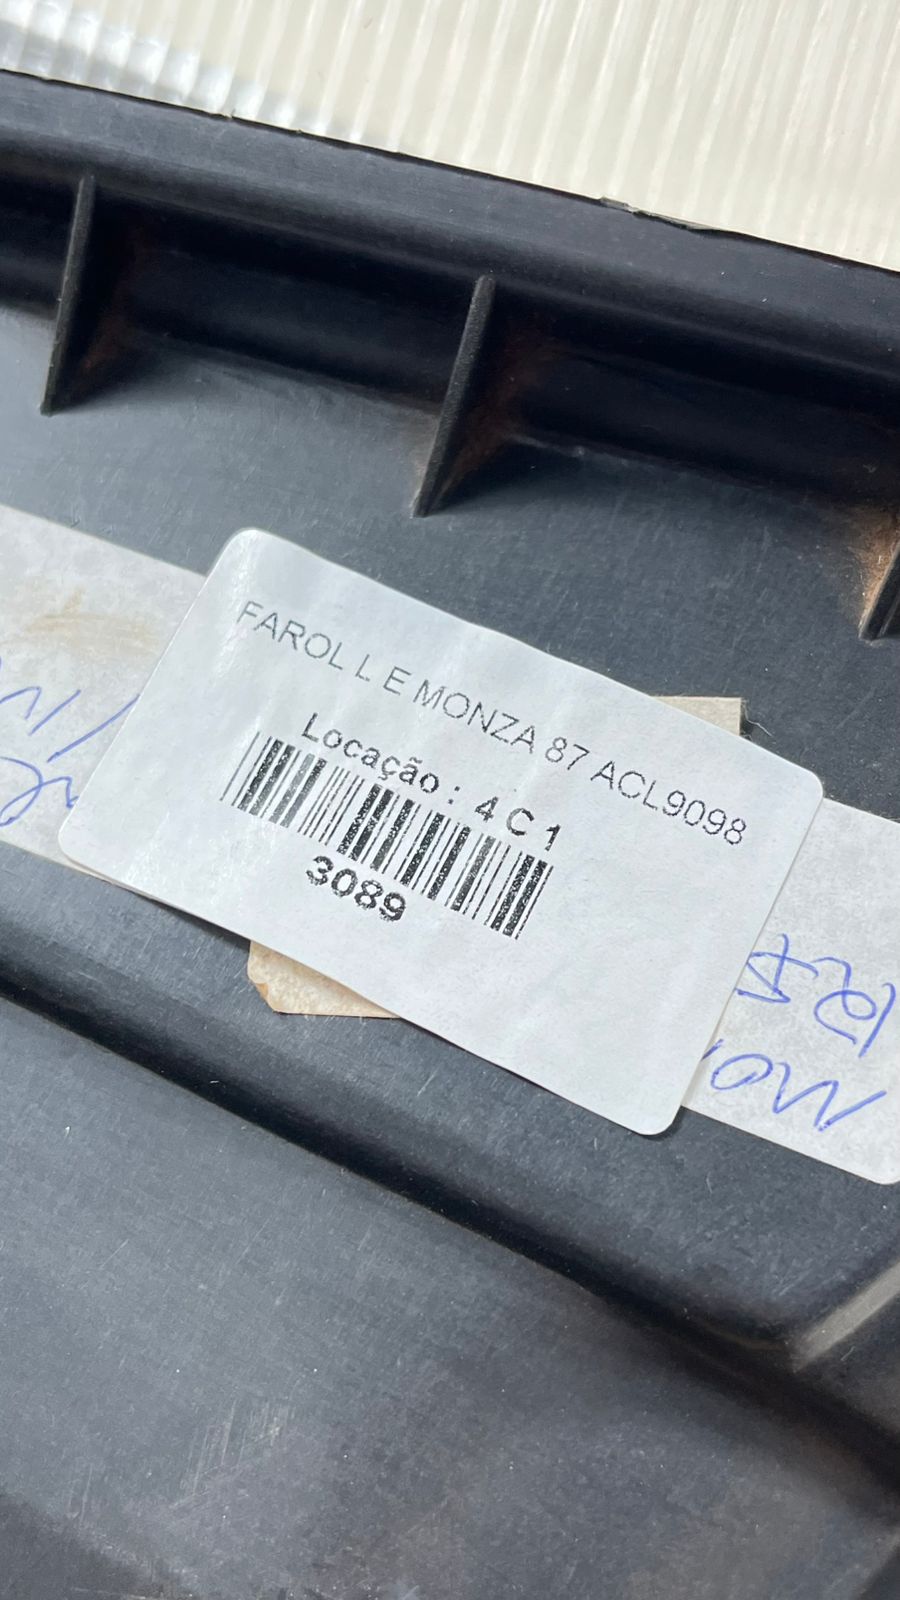 FAROL L E MONZA 87 ACL9098
Locação : 4 C 1
3089